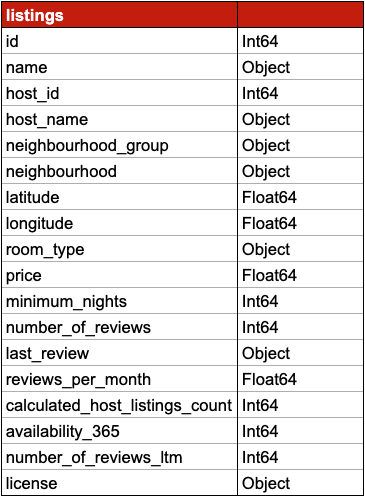 listings
id Int64
name Object
host_id Int64
host_name Object
neighbourhood_group Object
neighbourhood Object
latitude Float64
longitude Float64
room_type Object
price Float64
minimum_nights Int64
number_of_reviews Int64
last_review Object
reviews_per_month Float64
calculated_host_listings_count Int64
availability_365 Int64
number_of_reviews_ltm Int64
license Object